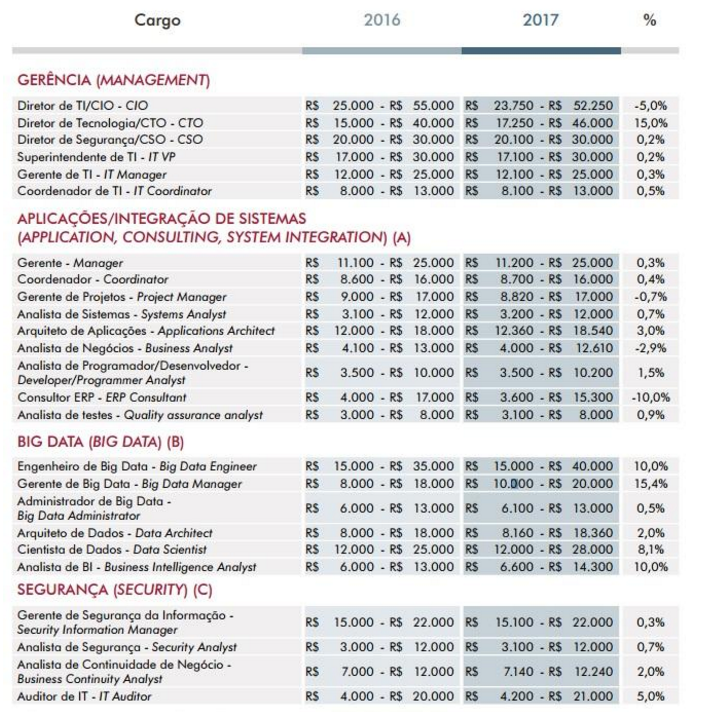 Cargo 2016 2017 %
GERÊNCIA (MANAGEMENT)
Diretor de TI/CIO - CIO R$ 25.000 - R$ 55.000 R$ 23.750 - R$ 52.250 -5,0%
Diretor de Tecnologia/CTO - CTO R$ 15.000 - R$ 40.000 R$ 17.250 - R$ 46.000 15,0%
Diretor de Segurança/CSO - CSO R$ 20.000 - R$ 30.000 R$ 20.100 - R$ 30.000 0,2%
Superintendente de TI - IT VP R$ 17.000 - R$ 30.000 R$ 17.100 - R$ 30.000 0,2%
Gerente de TI - IT Manager R$ 12.000 - R$ 25.000 R$ 12.100 - R$ 25.000 0,3%
Coordenador de TI - IT Coordinator R$ 8.000 - R$ 13.000 R$ 8.100 - R$ 13.000 0,5%
APLICAÇÕES/INTEGRAÇÃO DE SISTEMAS
(APPLICATION, CONSULTING, SYSTEM INTEGRATION) (A)
Gerente - Manager R$ 11.100 - R$ 25.000 R$ 11.200 - R$ 25.000 0,3%
Coordenador - Coordinator R$ 8.600 - R$ 16.000 R$ 8.700 - R$ 16.000 0,4%
Gerente de Projetos - Project Manager R$ 9.000 - R$ 17.000 R$ 8.820 - R$ 17.000 -0,7%
Analista de Sistemas - Systems Analyst R$ 3.100 - R$ 12.000 R$ 3.200 - R$ 12.000 0,7%
Arquiteto de Aplicações - Applications Architect R$ 12.000 - R$ 18.000 R$ 12.360 - R$ 18.540 3,0%
Analista de Negócios - Business Analyst R$ 4.100 - R$ 13.000 R$ 4.000 - R$ 12.610 -2,9%
Analista de Programador/Desenvolvedor -
Developer/Programmer Analyst R$ 3.500 - R$ 10.000 R$ 3.500 - R$ 10.200 1,5%
Consultor ERP - ERP Consultant R$ 4.000 - R$ 17.000 R$ 3.600 - R$ 15.300 -10,0%
Analista de testes - Quality assurance analyst R$ 3.000 - R$ 8.000 R$ 3.100 - R$ 8.000 0,9%
BIG DATA (BIG DATA) (B)
Engenheiro de Big Data - Big Data Engineer R$ 15.000 - R$ 35.000 R$ 15.000 - R$ 40.000 10,0%
Gerente de Big Data - Big Data Manager R$ 8.000 - R$ 18.000 R$ 10.000 - R$ 20.000 15,4%
Administrador de Big Data -
Big Data Administrator R$ 6.000 - R$ 13.000 R$ 6.100 - R$ 13.000 0,5%
Arquiteto de Dados - Data Architect R$ 8.000 - R$ 18.000 R$ 8.160 - R$ 18.360 2,0%
Cientista de Dados - Data Scientist R$ 12.000 - R$ 25.000 R$ 12.000 - R$ 28.000 8,1%
Analista de BI - Business Intelligence Analyst R$ 6.000 - R$ 13.000 R$ 6.600 - R$ 14.300 10,0%
SEGURANÇA (SECURITY) (C)
Gerente de Segurança da Informação -
Security Information Manager R$ 15.000 - R$ 22.000 R$ 15.100 - R$ 22.000 0,3%
Analista de Segurança - Security Analyst R$ 3.000 - R$ 12.000 R$ 3.100 - R$ 12.000 0,7%
Analista de Continuidade de Negócio -
Business Continuity Analyst R$ 7.000 - R$ 12.000 R$ 7.140 - R$ 12.240 2,0%
Auditor de IT - IT Auditor R$ 4.000 - R$ 20.000 R$ 4.200 - R$ 21.000 5,0%